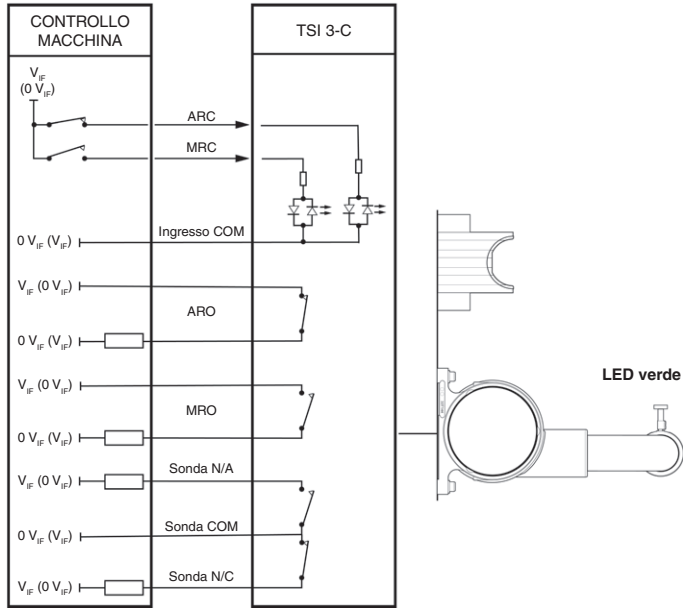 CONTROLLO
MACCHINA
TSI 3-C
V_IF
(0 V_IF)
ARC
MRC
Ingresso COM
0 V_IF (V_IF)
V_IF (0 V_IF)
ARO
0 V_IF (V_IF)
V_IF (0 V_IF)
MRO
0 V_IF (V_IF)
Sonda N/A
V_IF (0 V_IF)
Sonda COM
0 V_IF (V_IF)
Sonda N/C
V_IF (0 V_IF)
LED verde